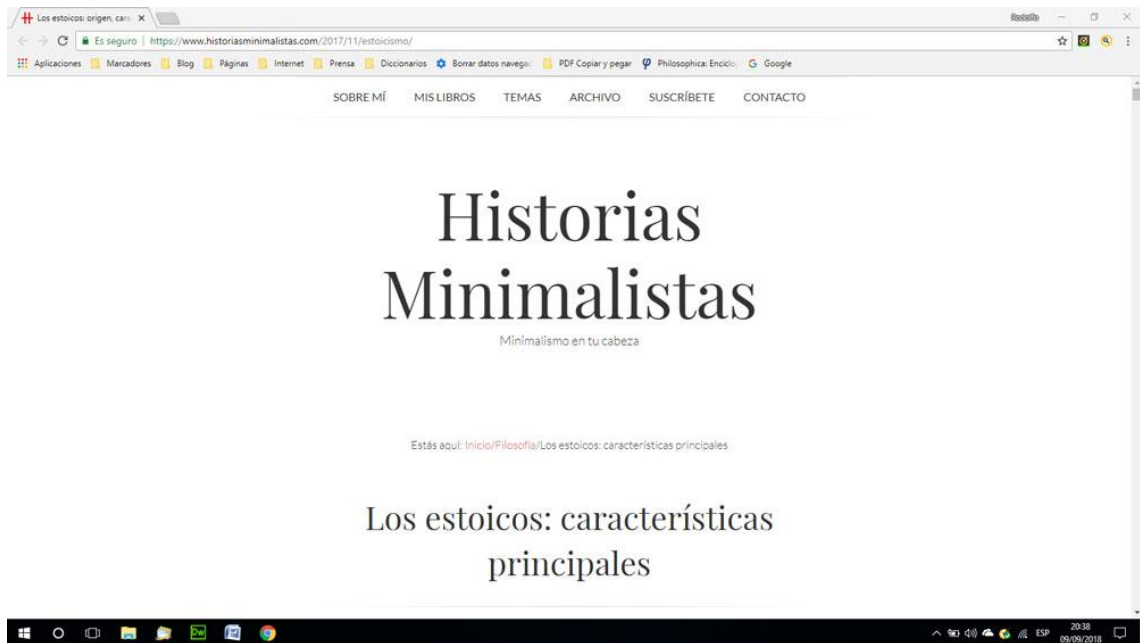 Los estoicos: origen, cara
Rodolfo
Es seguro | https://www.historiasminimalistas.com/2017/11/estoicismo/
Aplicaciones Marcadores Blog Páginas Internet Prensa Diccionarios Borrar datos navega PDF Copiar y pegar Philosophica: Enciclo Google
SOBRE MÍ MIS LIBROS TEMAS ARCHIVO SUSCRÍBETE CONTACTO
Historias
Minimalistas
Minimalismo en tu cabeza
Estás aquí: Inicio/Filosofía/Los estoicos: características principales
Los estoicos: características
principales
Dw
ESP
20:38
09/09/2018